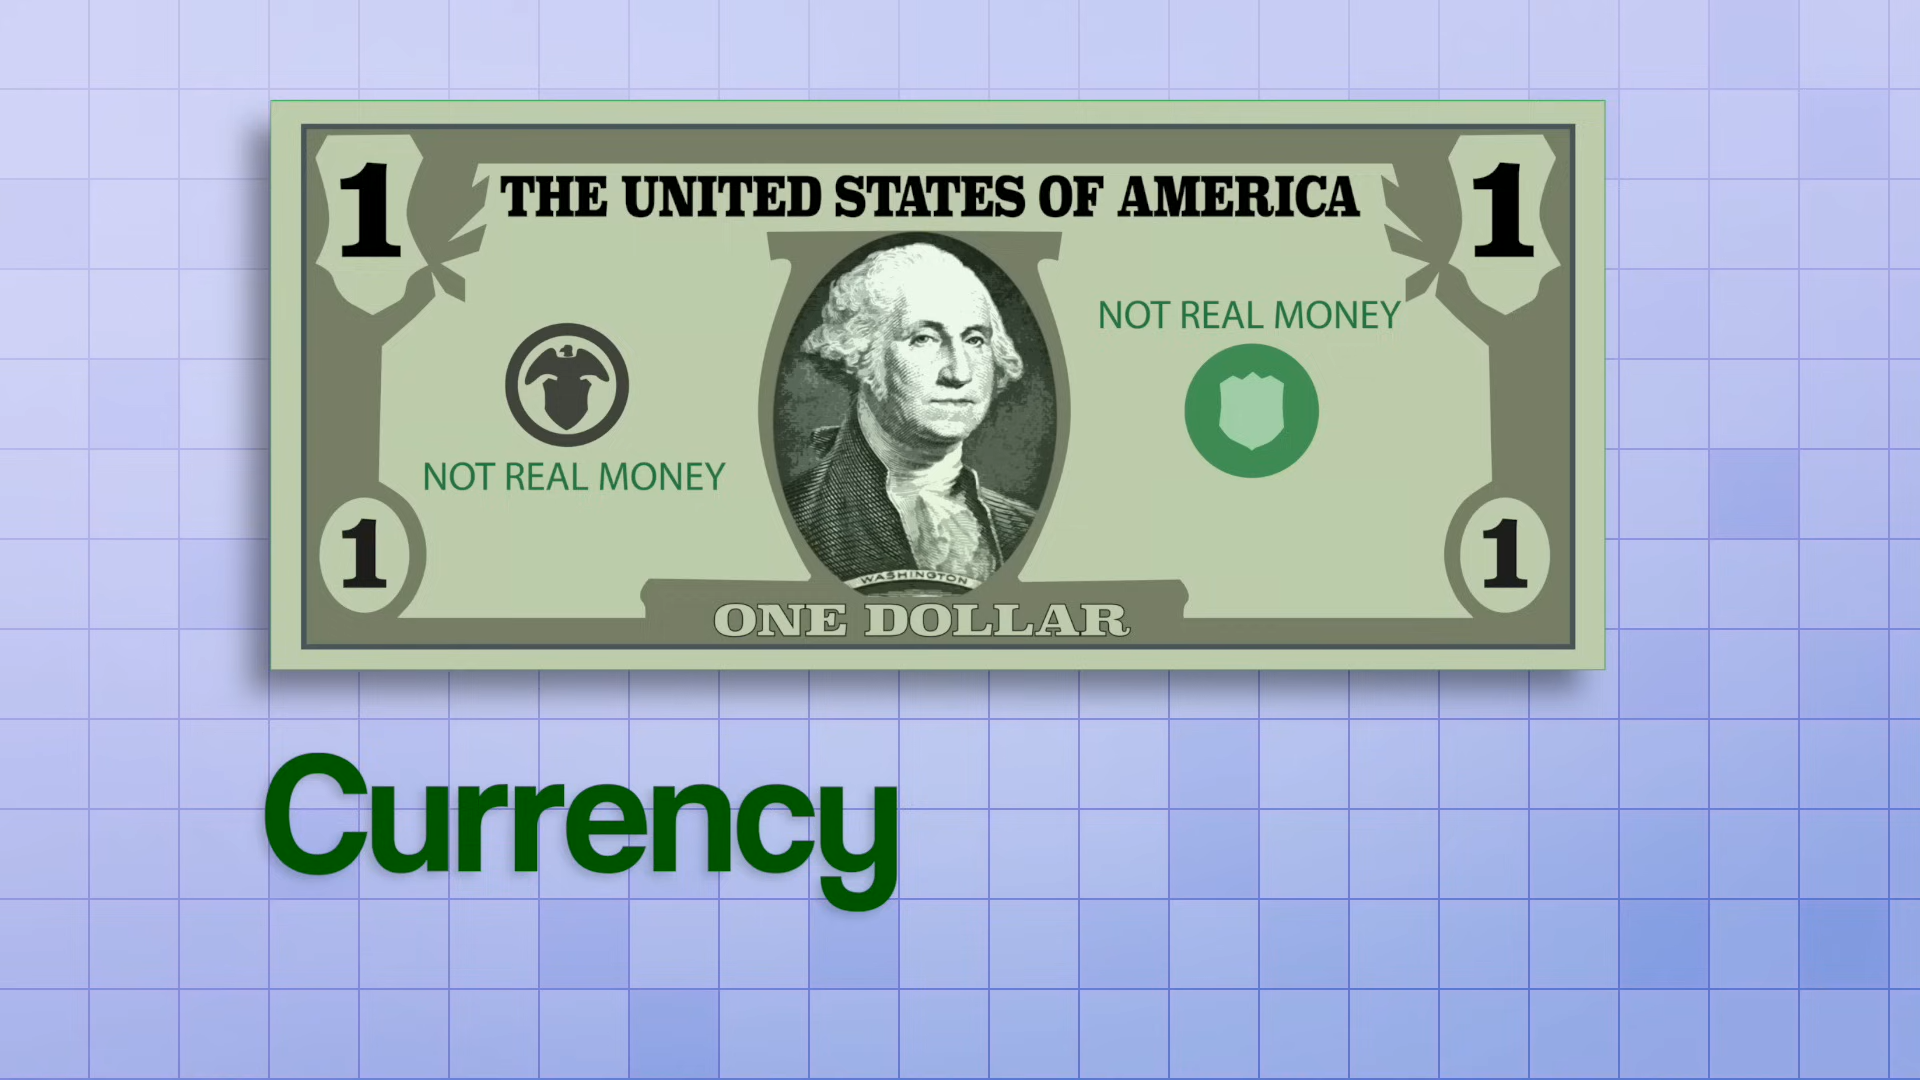 1 THE UNITED STATES OF AMERICA 1
NOT REAL MONEY
NOT REAL MONEY
1 WASHINGTON 1
ONE DOLLAR
Currency